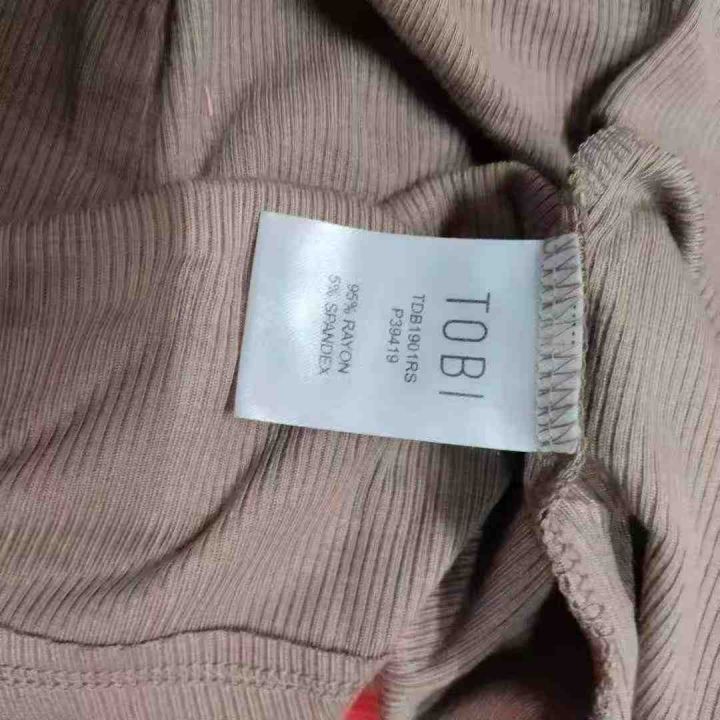 TOBI
TDB1901RS
P39419
95% RAYON
5% SPANDEX